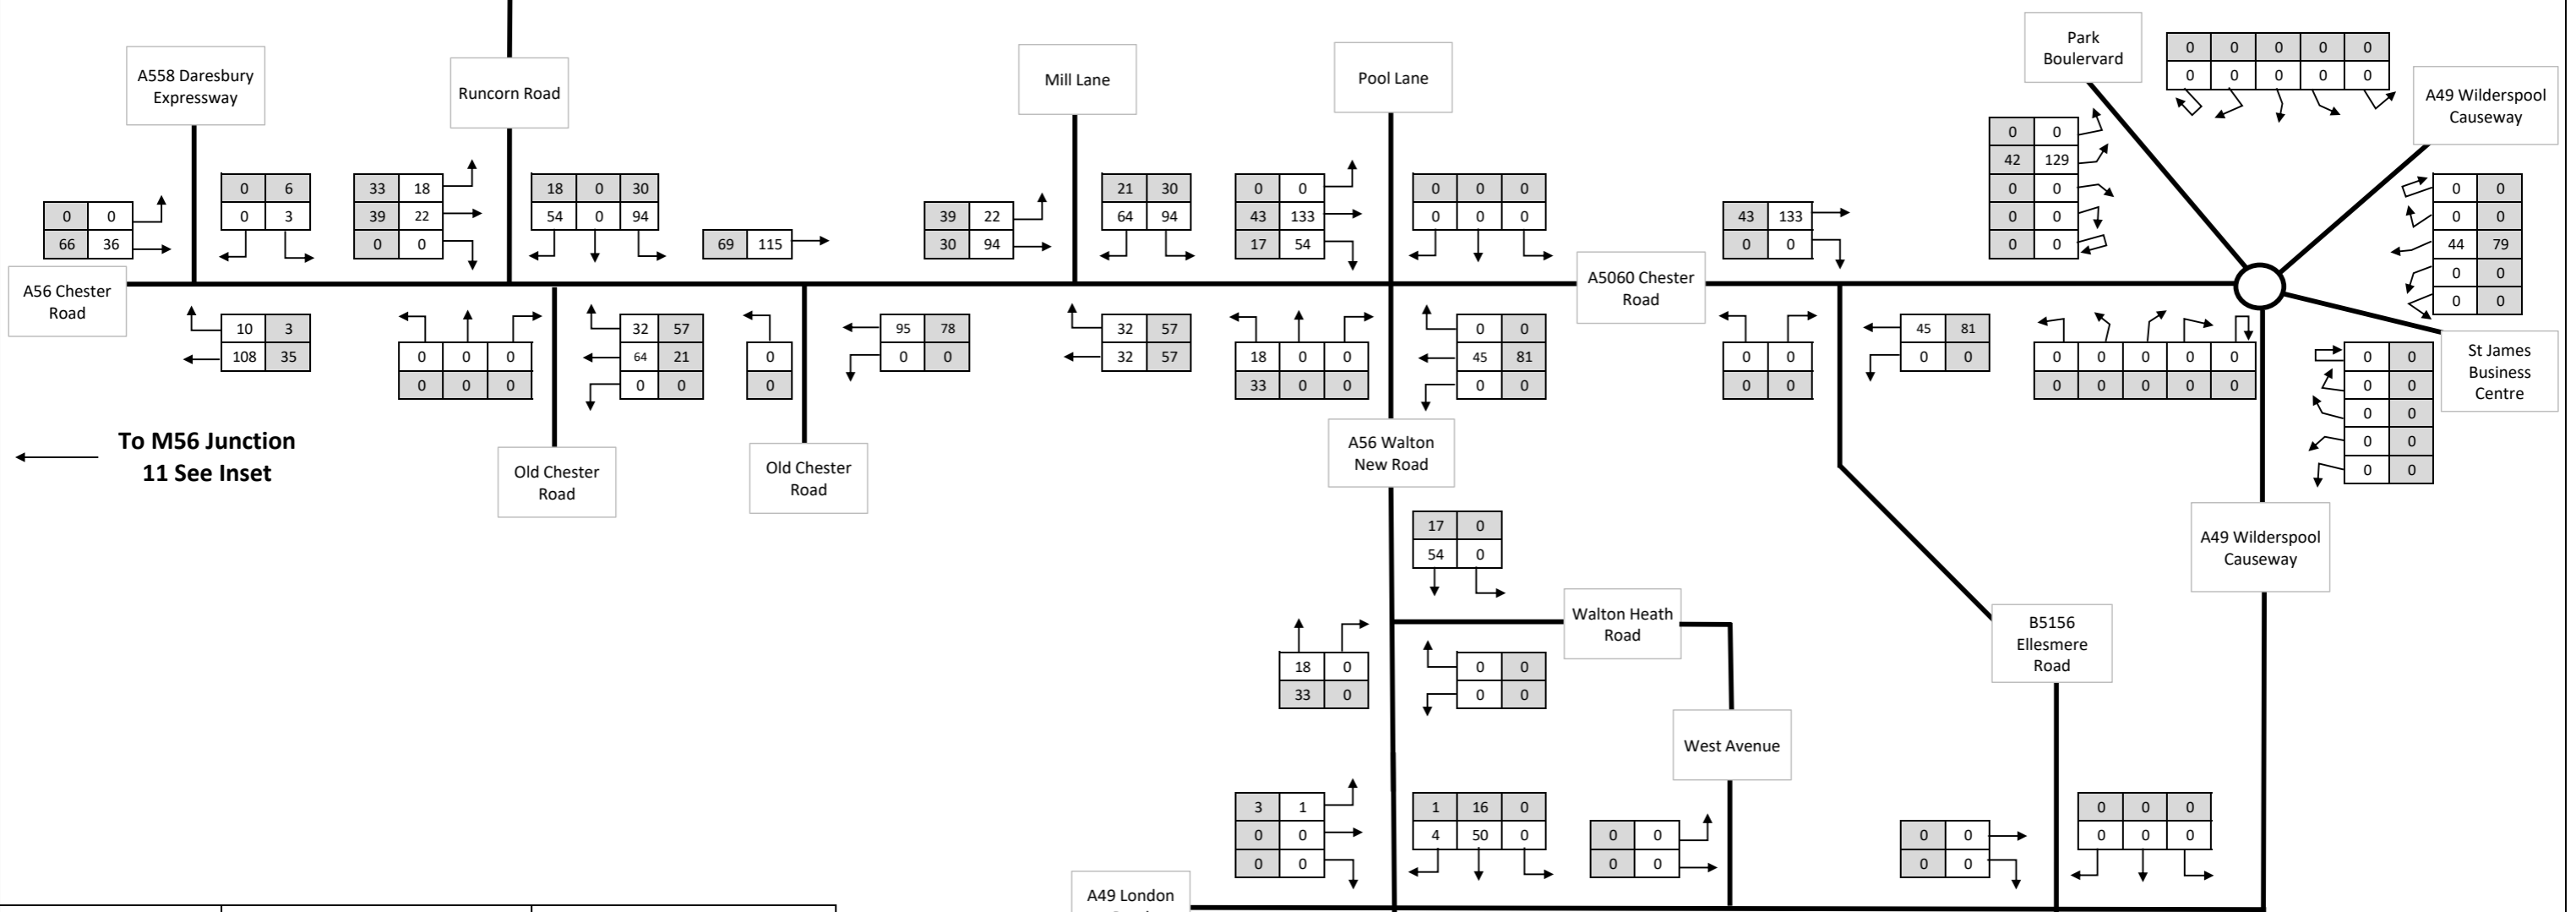 Park
Boulevard
0 0 0 0 0
0 0 0 0 0
A49 Wilderspool
Causeway
A558 Daresbury
Expressway
Runcorn Road
Mill Lane
Pool Lane
0 0
66 36
0 6
0 3
33 18
39 22
0 0
18 0 30
54 0 94
69 115
39 22
30 94
21 30
64 94
0 0
43 133
17 54
0 0 0
0 0 0
43 133
0 0
0 0
42 129
0 0
0 0
0 0
0 0
0 0
44 79
0 0
0 0
A56 Chester
Road
A5060 Chester
Road
10 3
108 35
0 0 0
0 0 0
32 57
64 21
0 0
0
0
95 78
0 0
32 57
32 57
18 0 0
33 0 0
0 0
45 81
0 0
0 0
0 0
45 81
0 0
0 0 0 0 0
0 0 0 0 0
0 0
0 0
0 0
0 0
0 0
St James
Business
Centre
To M56 Junction
11 See Inset
Old Chester
Road
Old Chester
Road
A56 Walton
New Road
A49 Wilderspool
Causeway
17 0
54 0
Walton Heath
Road
B5156
Ellesmere
Road
18 0
33 0
0 0
0 0
West Avenue
3 1
0 0
0 0
1 16 0
4 50 0
0 0
0 0
0 0
0 0
0 0 0
0 0 0
A49 London